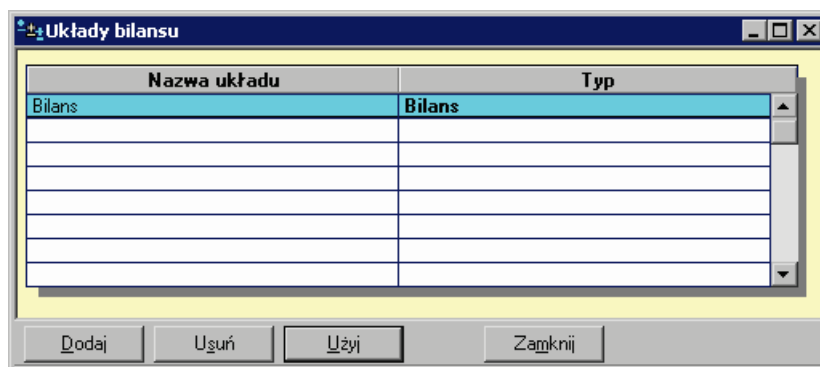 Układy bilansu
Nazwa układu Typ
Bilans Bilans
Dodaj Usuń Użyj Zamknij